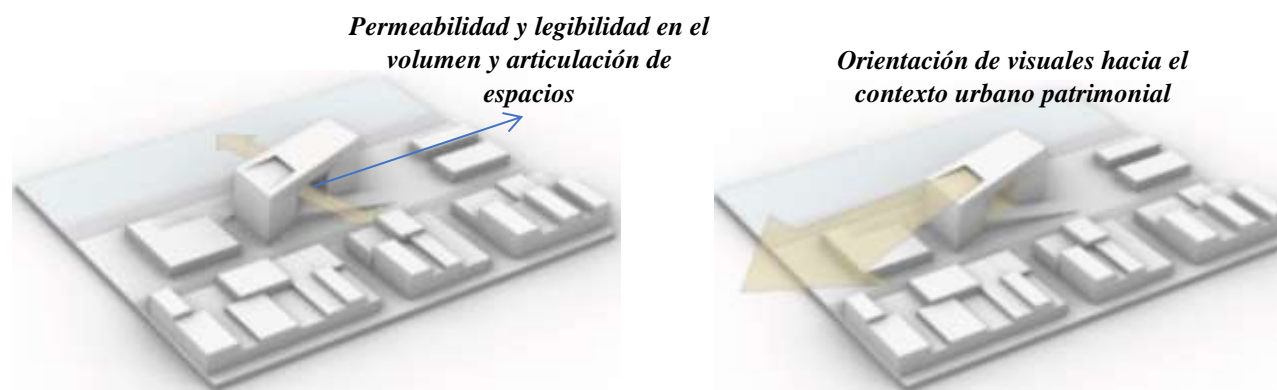 Permeabilidad y legibilidad en el
volumen y articulación de
espacios
Orientación de visuales hacia el
contexto urbano patrimonial